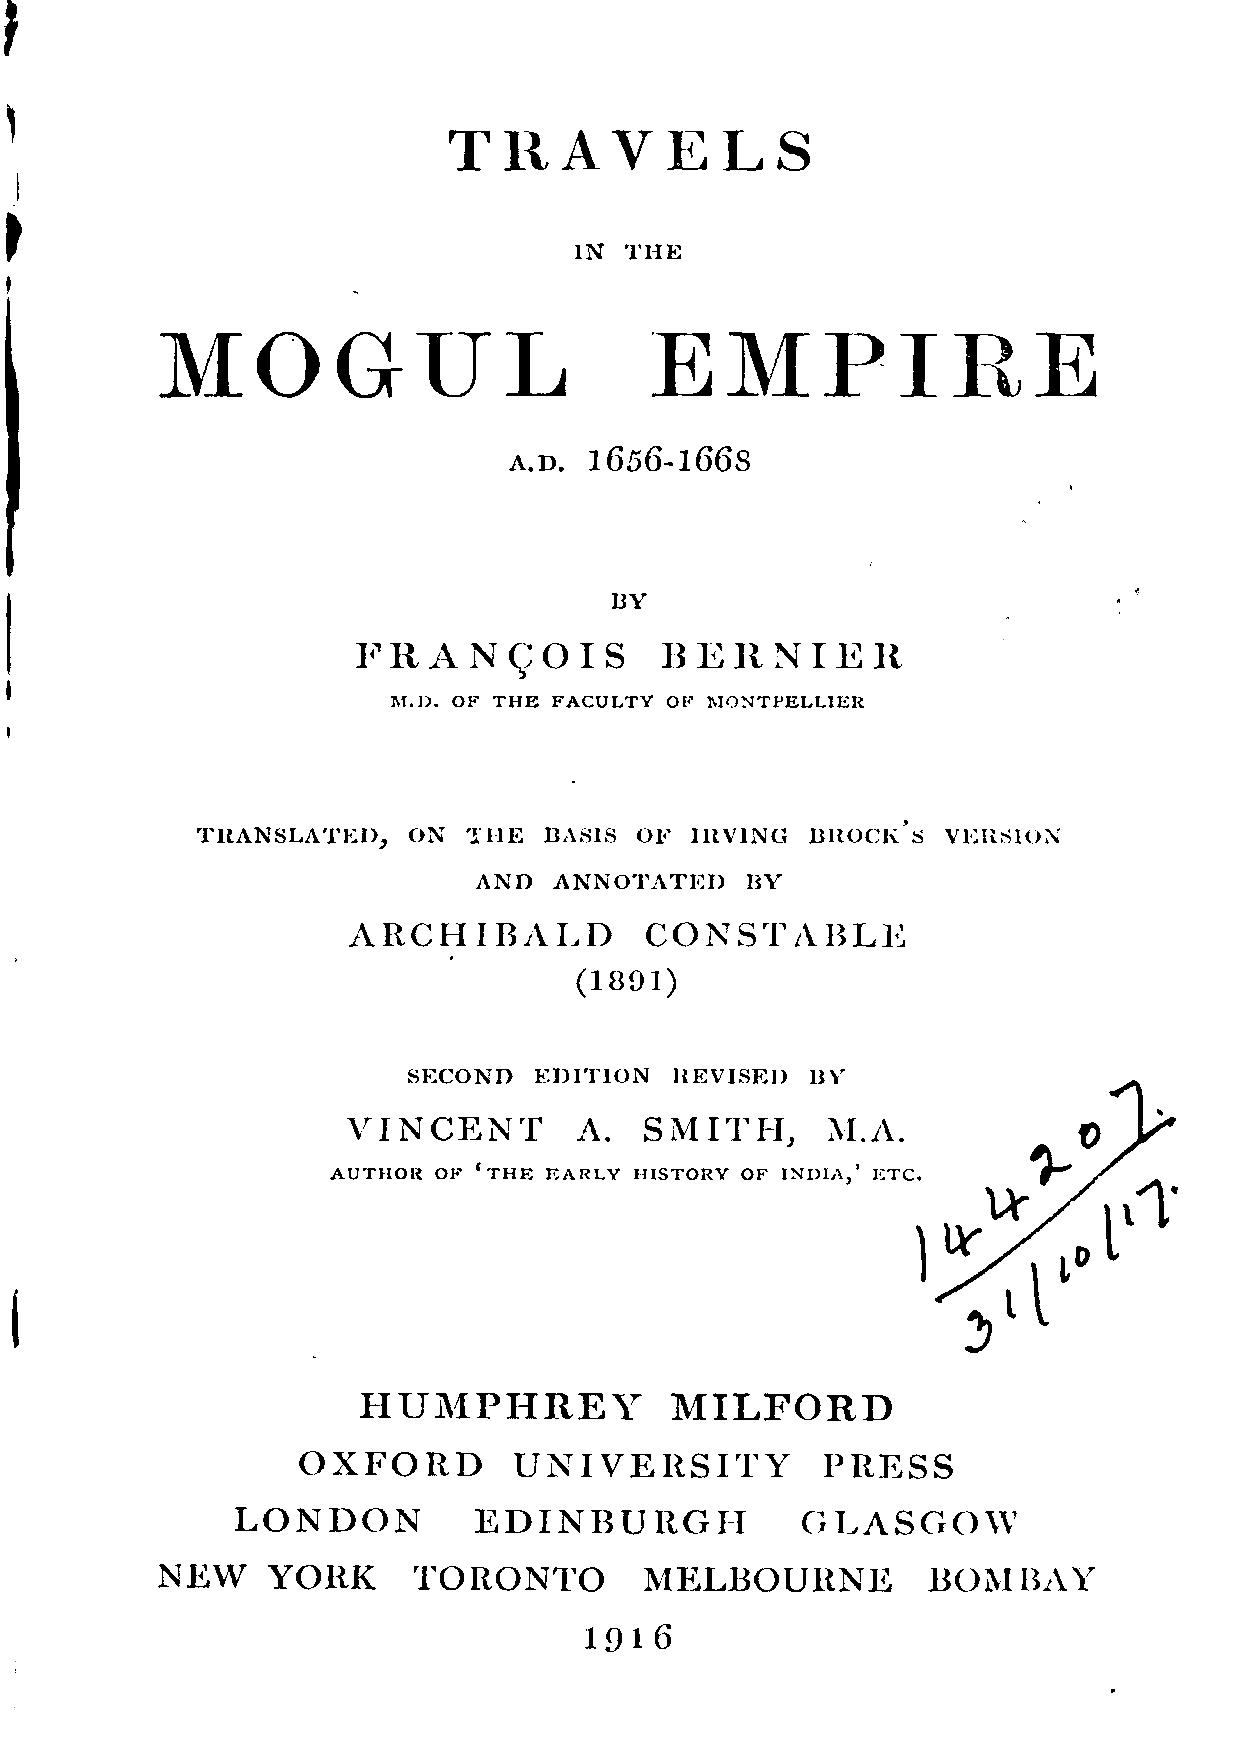 TRAVELS
IN THE
MOGUL EMPIRE
A.D. 1656-1668
BY
FRANÇOIS BERNIER
M.D. OF THE FACULTY OF MONTPELLIER
TRANSLATED, ON THE BASIS OF IRVING BROCK'S VERSION
AND ANNOTATED BY
ARCHIBALD CONSTABLE
(1891)
SECOND EDITION REVISED BY
VINCENT A. SMITH, M.A.
AUTHOR OF 'THE EARLY HISTORY OF INDIA,' ETC.
144207.
31/10/17.
HUMPHREY MILFORD
OXFORD UNIVERSITY PRESS
LONDON EDINBURGH GLASGOW
NEW YORK TORONTO MELBOURNE BOMBAY
1916